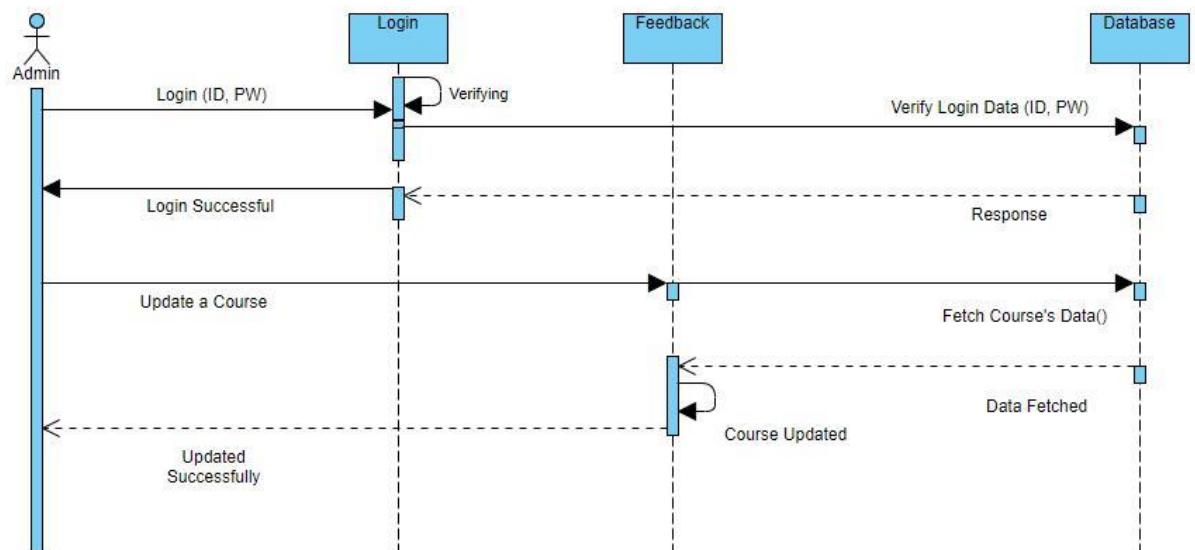 Login
Feedback
Database
Admin
Login (ID, PW)
Verifying
Verify Login Data (ID, PW)
Login Successful
Response
Update a Course
Fetch Course's Data()
Data Fetched
Course Updated
Updated
Successfully